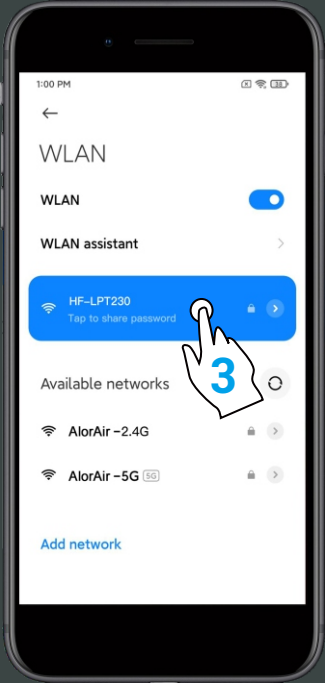 1:00 PM
38
WLAN
WLAN
WLAN assistant
HF-LPT230
Tap to share password
3
Available networks
AlorAir -2.4G
AlorAir -5G 5G
Add network